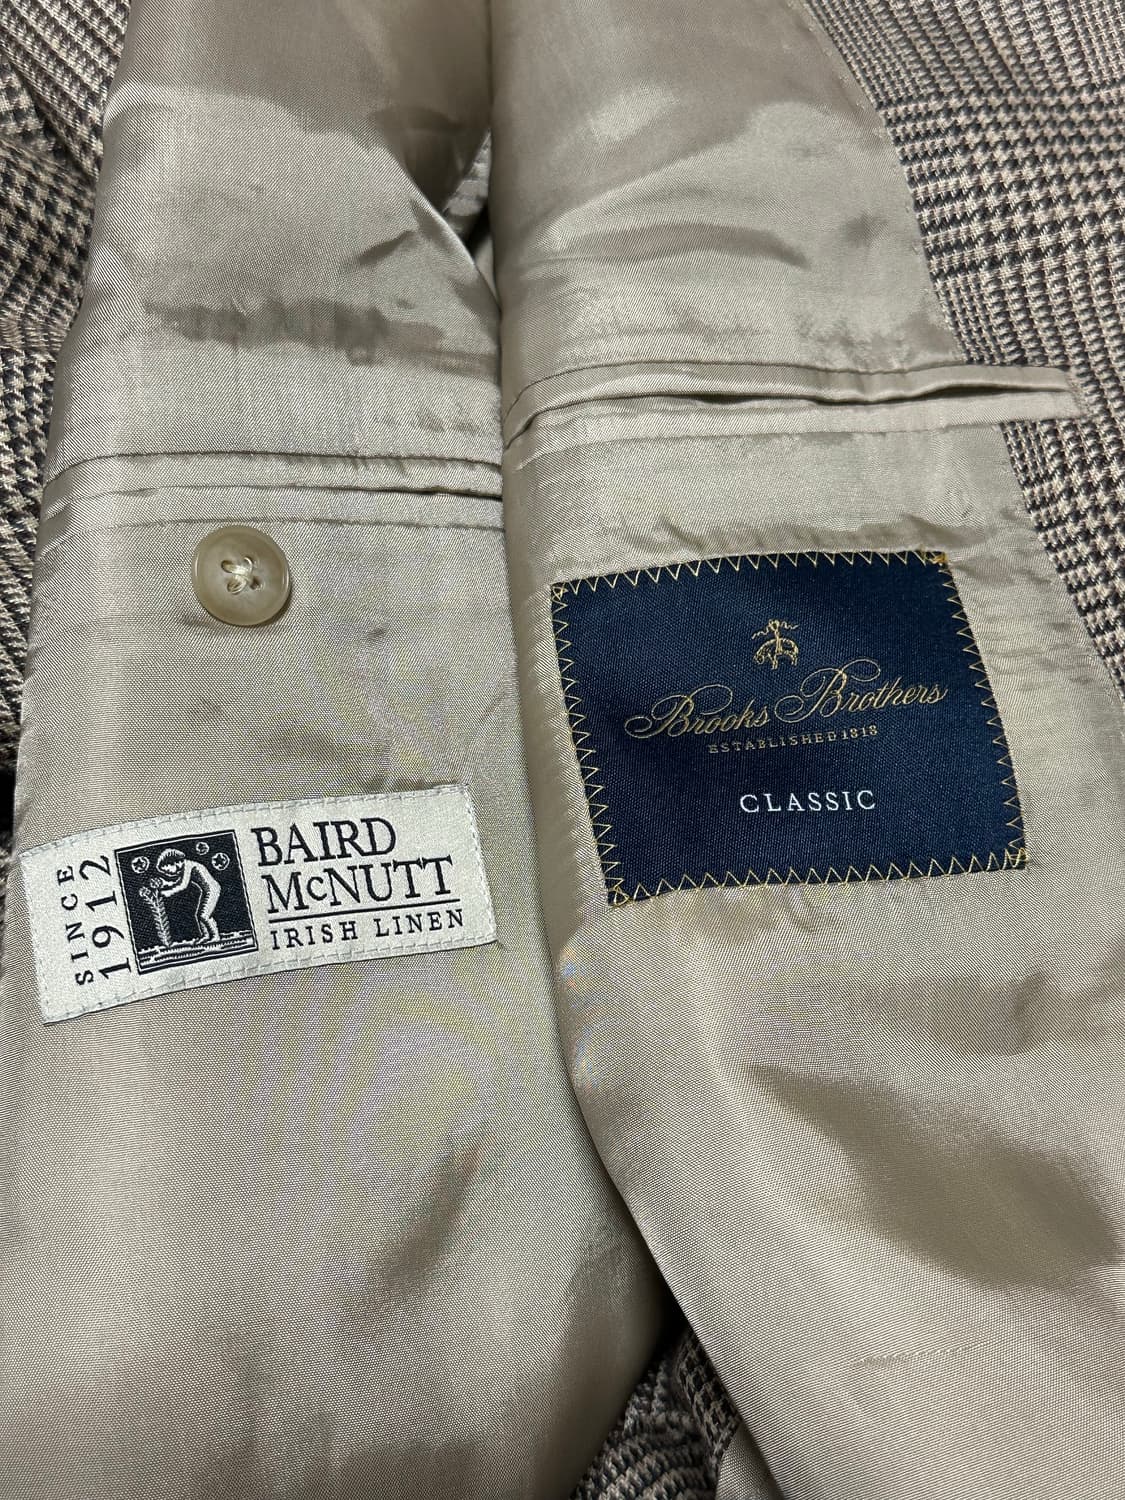 Brooks Brothers
ESTABLISHED 1818
CLASSIC
SINCE
1912
BAIRD
McNUTT
IRISH LINEN